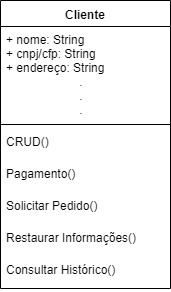 Cliente
+ nome: String
+ cnpj/cfp: String
+ endereço: String
.
.
.
CRUD()
Pagamento()
Solicitar Pedido()
Restaurar Informações()
Consultar Histórico()